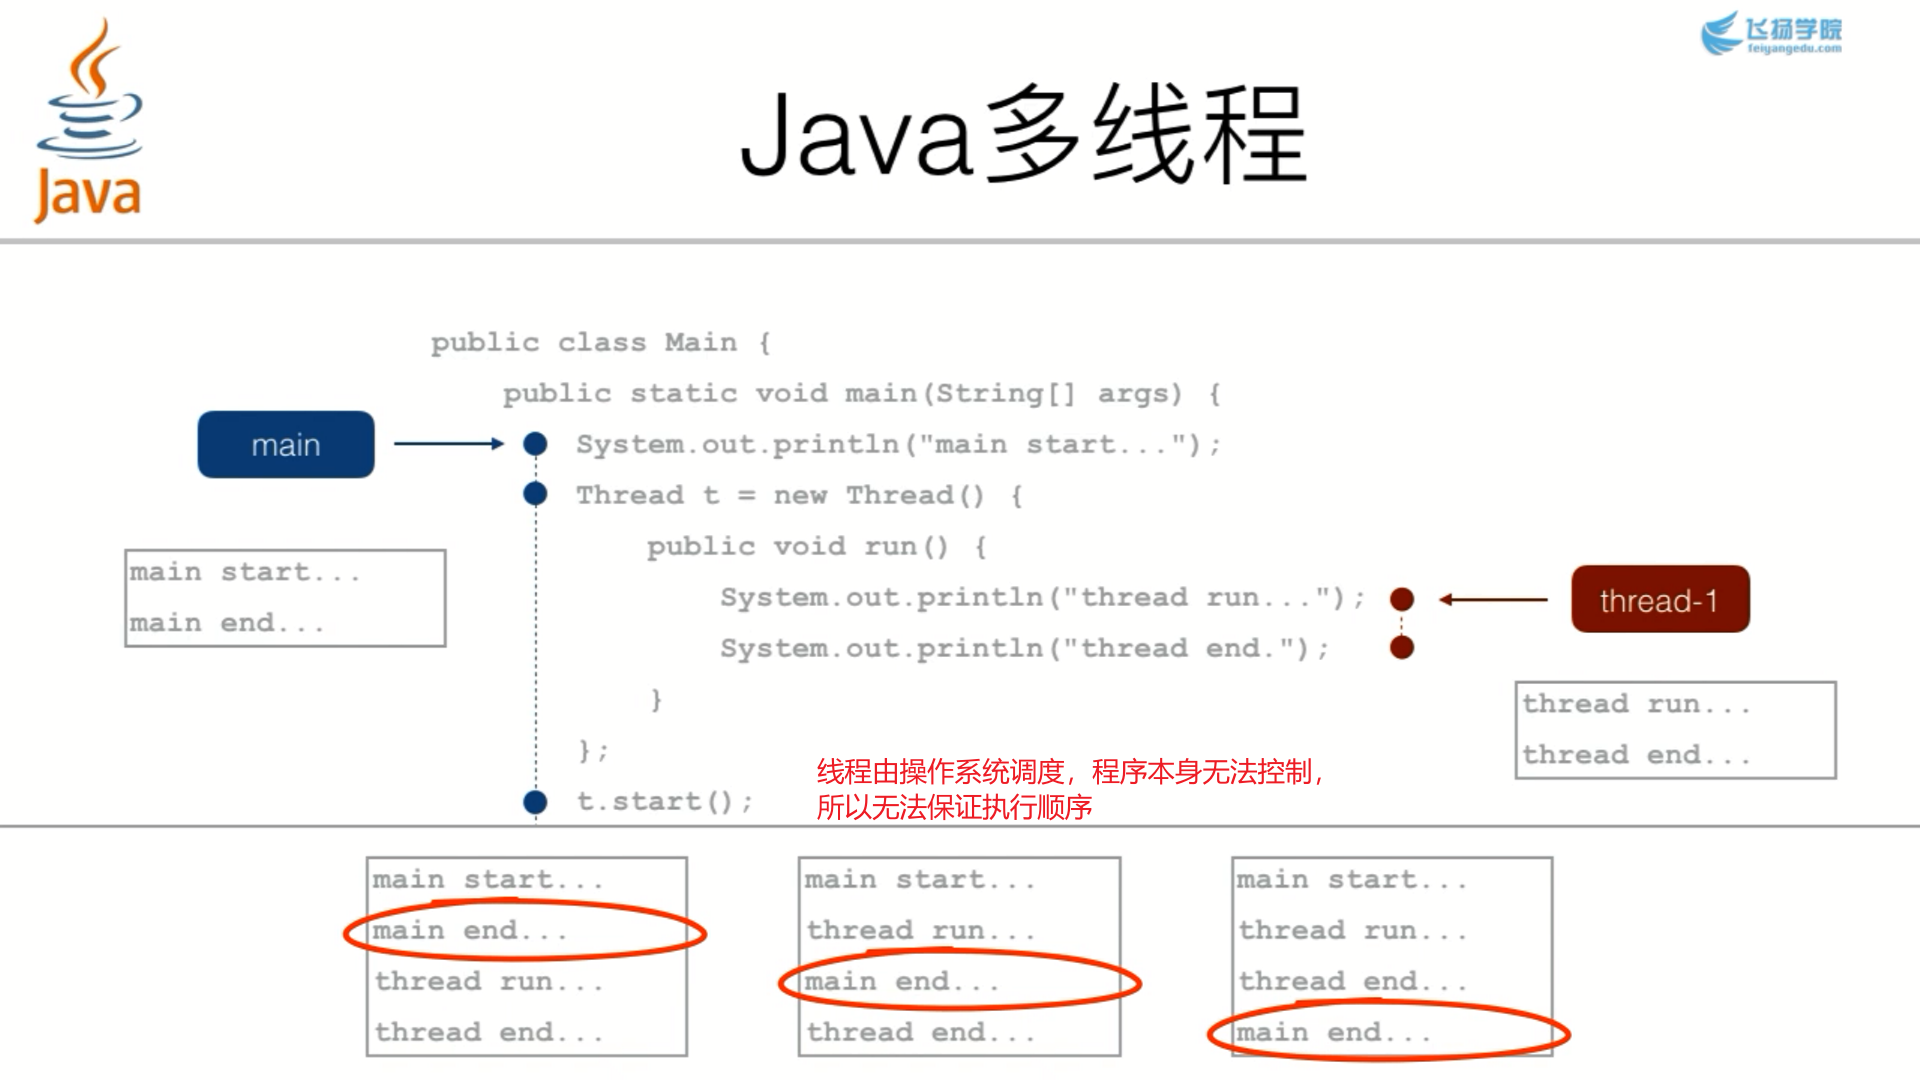 Java
飞扬学院
feiyangedu.com
Java多线程
public class Main {
public static void main(String[] args) {
main
System.out.println("main start...");
Thread t = new Thread() {
public void run() {
main start...
main end...
System.out.println("thread run...");
thread-1
System.out.println("thread end.");
}
thread run...
thread end...
};
线程由操作系统调度，程序本身无法控制，
所以无法保证执行顺序
t.start();
main start...
main end...
thread run...
thread end...
main start...
thread run...
main end...
thread end...
main start...
thread run...
thread end...
main end...